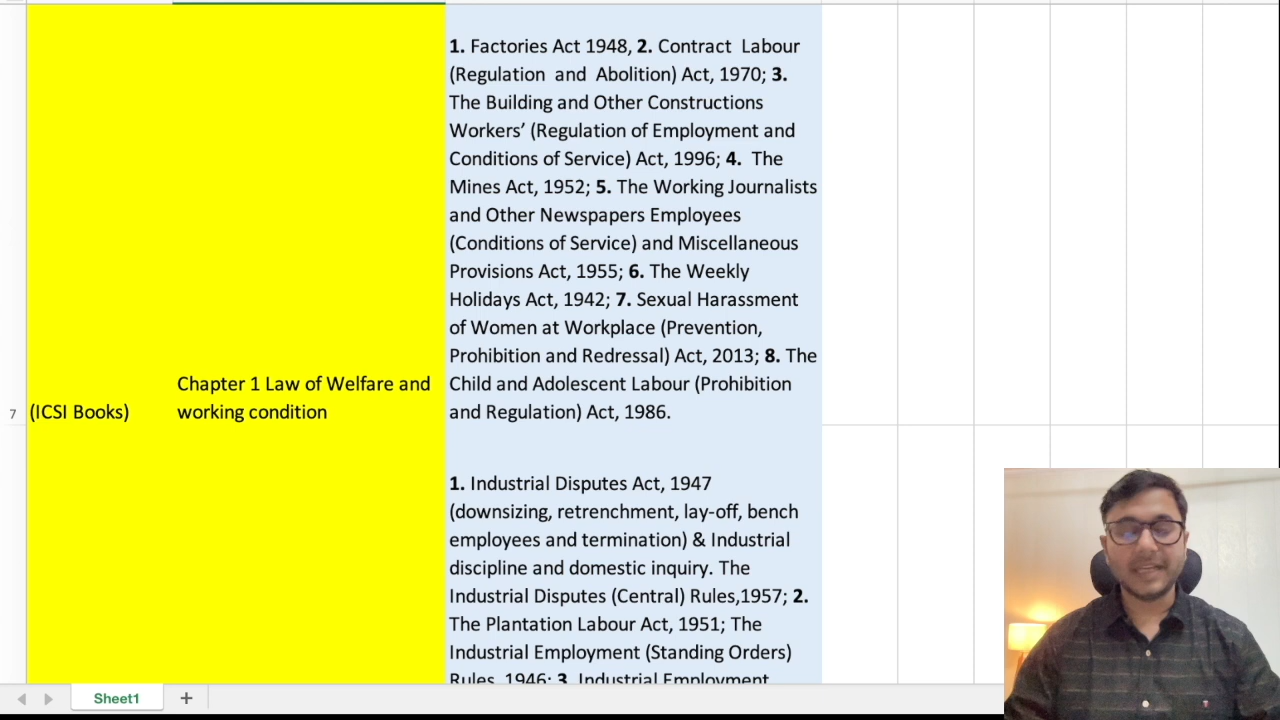 1. Factories Act 1948, 2. Contract Labour
(Regulation and Abolition) Act, 1970; 3.
The Building and Other Constructions
Workers’ (Regulation of Employment and
Conditions of Service) Act, 1996; 4. The
Mines Act, 1952; 5. The Working Journalists
and Other Newspapers Employees
(Conditions of Service) and Miscellaneous
Provisions Act, 1955; 6. The Weekly
Holidays Act, 1942; 7. Sexual Harassment
of Women at Workplace (Prevention,
Prohibition and Redressal) Act, 2013; 8. The
Child and Adolescent Labour (Prohibition
and Regulation) Act, 1986.
7
(ICSI Books)
Chapter 1 Law of Welfare and
working condition
1. Industrial Disputes Act, 1947
(downsizing, retrenchment, lay-off, bench
employees and termination) & Industrial
discipline and domestic inquiry. The
Industrial Disputes (Central) Rules,1957; 2.
The Plantation Labour Act, 1951; The
Industrial Employment (Standing Orders)
Rules, 1946; 3. Industrial Employment
Sheet1